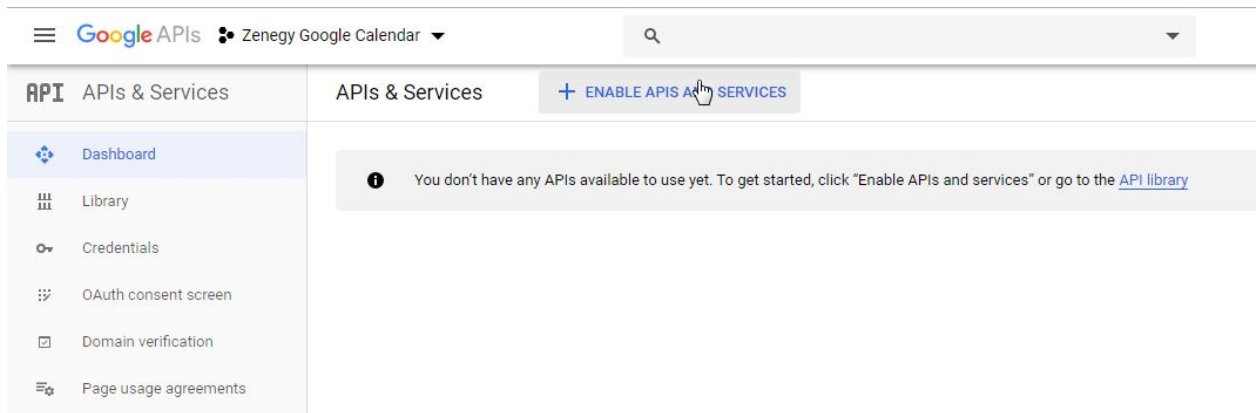 Google APIs Zenegy Google Calendar
API APIs & Services
APIs & Services
+ ENABLE APIS AND SERVICES
Dashboard
You don't have any APIs available to use yet. To get started, click "Enable APIs and services" or go to the API library
Library
Credentials
OAuth consent screen
Domain verification
Page usage agreements